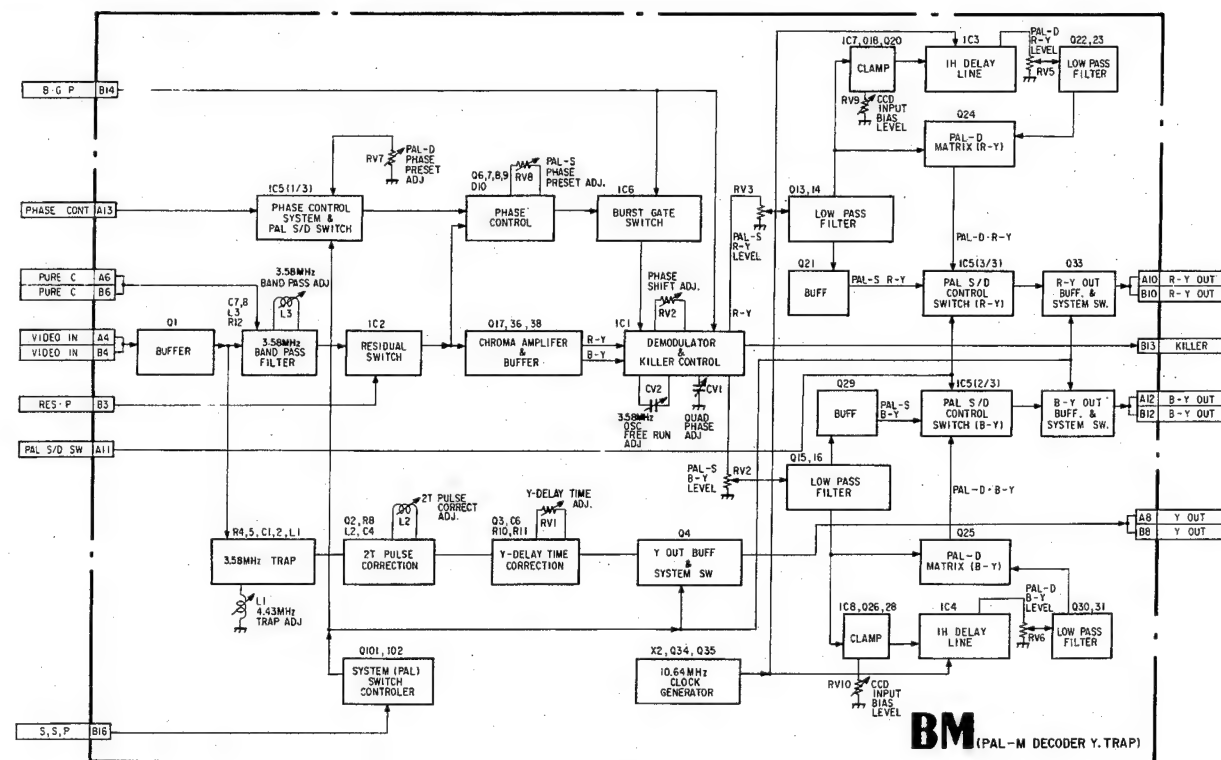 B·G P B14
PHASE CONT A13
PURE C A6
PURE C B6
VIDEO IN A4
VIDEO IN B4
RES·P B3
PAL S/D SW A11
S,S,P B16
Q1
BUFFER
C7,8
L3
R12
3.58MHz
BAND PASS ADJ
L3
3.58MHz
BAND PASS
FILTER
IC5(1/3)
PHASE CONTROL
SYSTEM &
PAL S/D SWITCH
RV7
PAL-D
PHASE
PRESET
ADJ
IC2
RESIDUAL
SWITCH
Q6,7,8,9
D10
RV8
PAL-S
PHASE
PRESET ADJ.
PHASE
CONTROL
IC6
BURST GATE
SWITCH
Q17, 36, 38
CHROMA AMPLIFER
&
BUFFER
R-Y
B-Y
PHASE
SHIFT ADJ.
RV2
IC1
DEMODULATOR
&
KILLER CONTROL
CV2
3.58MHz
OSC
FREE RUN
ADJ
CV1
QUAD
PHASE ADJ
R-Y
RV3
PAL-S
R-Y
LEVEL
Q13, 14
LOW PASS
FILTER
IC7, Q18, Q20
CLAMP
RV9
CCD
INPUT
BIAS
LEVEL
IC3
1H DELAY
LINE
PAL-D
R-Y
LEVEL
RV5
Q22, 23
LOW PASS
FILTER
Q24
PAL-D
MATRIX (R-Y)
PAL-D·R-Y
Q21
BUFF
PAL-S R-Y
IC5(3/3)
PAL S/D
CONTROL
SWITCH (R-Y)
Q33
R-Y OUT
BUFF. &
SYSTEM SW.
A10 R-Y OUT
B10 R-Y OUT
B13 KILLER
Q29
BUFF
PAL-S
B-Y
IC5(2/3)
PAL S/D
CONTROL
SWITCH (B-Y)
B-Y OUT
BUFF. &
SYSTEM SW.
A12 B-Y OUT
B12 B-Y OUT
PAL-S
B-Y
LEVEL
RV2
Q15, 16
LOW PASS
FILTER
PAL-D·B-Y
A8 Y OUT
B8 Y OUT
R4, 5, C1, 2, L1
3.58MHz TRAP
L1
4.43MHz
TRAP ADJ
Q2, R8
L2, C4
2T PULSE
CORRECT
ADJ.
L2
2T PULSE
CORRECTION
Q3, C6
R10, R11
Y-DELAY TIME
ADJ.
RV1
Y-DELAY TIME
CORRECTION
Q4
Y OUT BUFF
&
SYSTEM SW
Q25
PAL-D
MATRIX (B-Y)
PAL-D
B-Y
LEVEL
RV6
Q30, 31
LOW PASS
FILTER
IC8, Q26, 28
CLAMP
RV10
CCD
INPUT
BIAS
LEVEL
IC4
1H DELAY
LINE
Q101, 102
SYSTEM (PAL)
SWITCH
CONTROLER
X2, Q34, Q35
10.64MHz
CLOCK
GENERATOR
BM (PAL-M DECODER Y. TRAP)